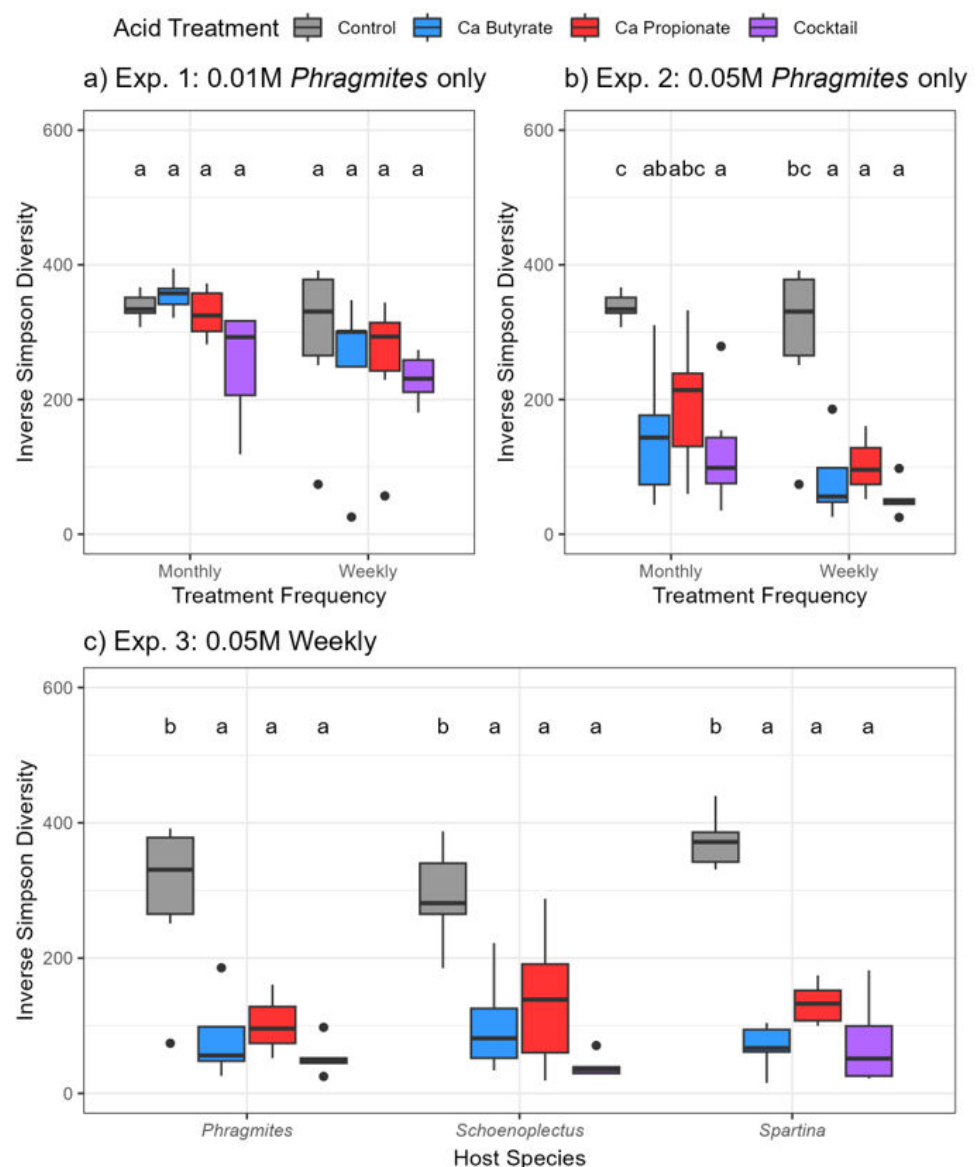 Acid Treatment Control Ca Butyrate Ca Propionate Cocktail
a) Exp. 1: 0.01M Phragmites only
600
400
200
0
a a a a a a a a
Inverse Simpson Diversity
Monthly Weekly
Treatment Frequency
b) Exp. 2: 0.05M Phragmites only
600
400
200
0
c ab abc a bc a a a
Inverse Simpson Diversity
Monthly Weekly
Treatment Frequency
c) Exp. 3: 0.05M Weekly
600
400
200
0
b a a a b a a a b a a a
Inverse Simpson Diversity
Phragmites Schoenoplectus Spartina
Host Species